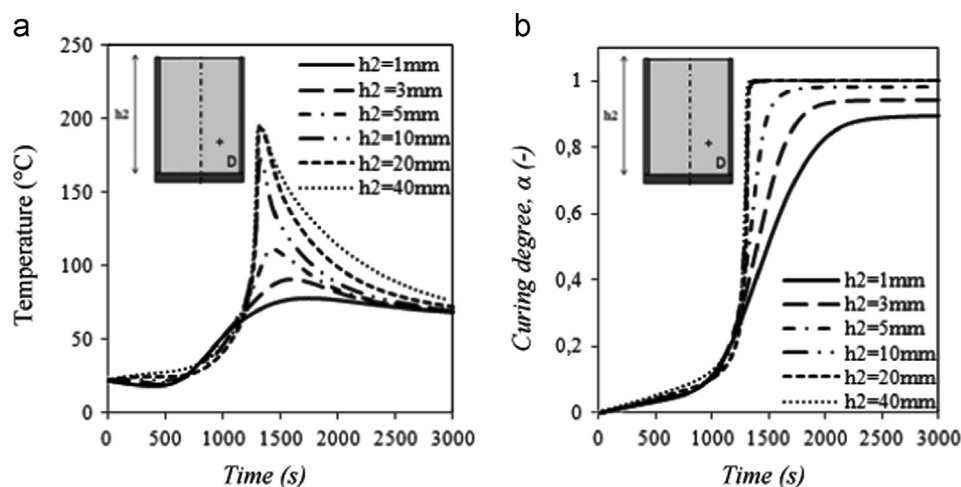 a
250
200
150
100
50
0
Temperature (°C)
h2
D
h2=1mm
h2 =3mm
h2=5mm
h2=10mm
h2=20mm
h2=40mm
0 500 1000 1500 2000 2500 3000
Time (s)
b
1
0,8
0,6
0,4
0,2
0
Curing degree, α (-)
h2
D
h2=1mm
h2=3mm
h2=5mm
h2=10mm
h2=20mm
h2=40mm
0 500 1000 1500 2000 2500 3000
Time (s)